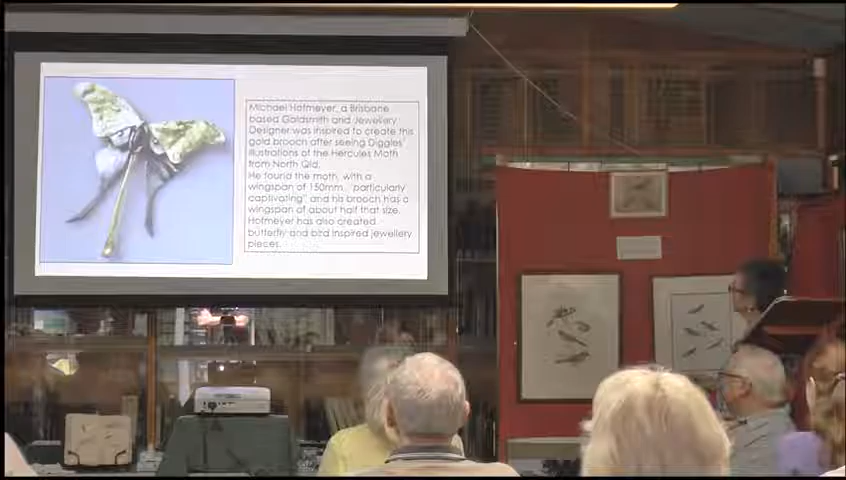 Michael Hofmeyer, a Brisbane
based Goldsmith and Jewellery
Designer was inspired to create this
gold brooch after seeing Diggles'
illustrations of the Hercules Moth
from North Qld.
He found the moth, with a
wingspan of 150mm, "particularly
captivating" and his brooch has a
wingspan of about half that size.
Hofmeyer has also created
butterfly and bird inspired jewellery
pieces.